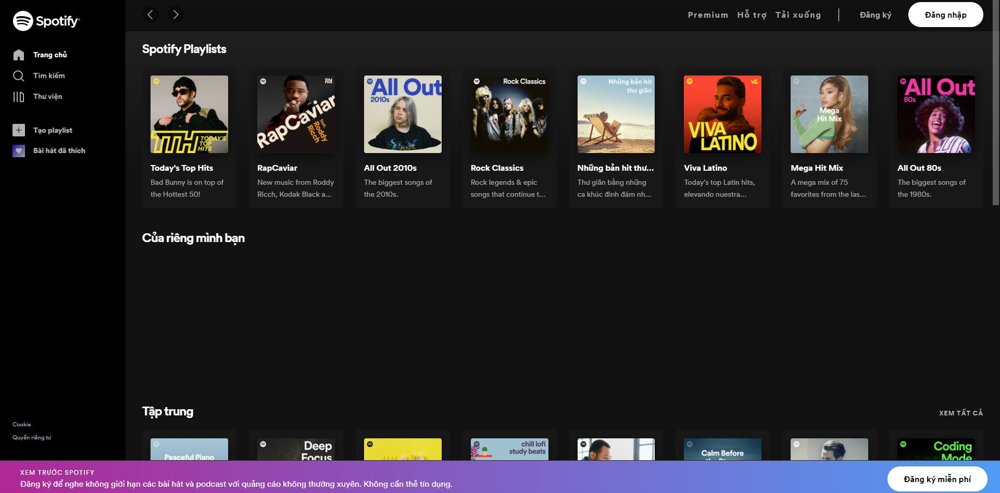 Spotify
Premium Hỗ trợ Tải xuống Đăng ký Đăng nhập
Trang chủ
Tìm kiếm
Thư viện
Tạo playlist
Bài hát đã thích
Cookie
Quyền riêng tư
Spotify Playlists
TTH TODAY'S
TOP
HITS
Today's Top Hits
Bad Bunny is on top of
the Hottest 50!
RapCaviar
feat.
Roddy
Ricch
RapCaviar
New music from Roddy
Ricch, Kodak Black a...
All Out
2010s
All Out 2010s
The biggest songs of
the 2010s.
Rock Classics
Rock Classics
Rock legends & epic
songs that continue t...
Những bản hit
thư giãn
Những bản hit thư...
Thư giãn bằng những
ca khúc đình đám nh...
VL
VIVA
LATINO
Viva Latino
Today's top Latin hits,
elevando nuestra...
Mega
Hit Mix
Mega Hit Mix
A mega mix of 75
favorites from the las...
All Out
80s
All Out 80s
The biggest songs of
the 1980s.
Của riêng mình bạn
Tập trung
XEM TẤT CẢ
Peaceful Piano
Deep
Focus
chill lofi
study beats
Calm Before
the Storm
Coding
Mode
XEM TRƯỚC SPOTIFY
Đăng ký để nghe không giới hạn các bài hát và podcast với quảng cáo không thường xuyên. Không cần thẻ tín dụng.
Đăng ký miễn phí